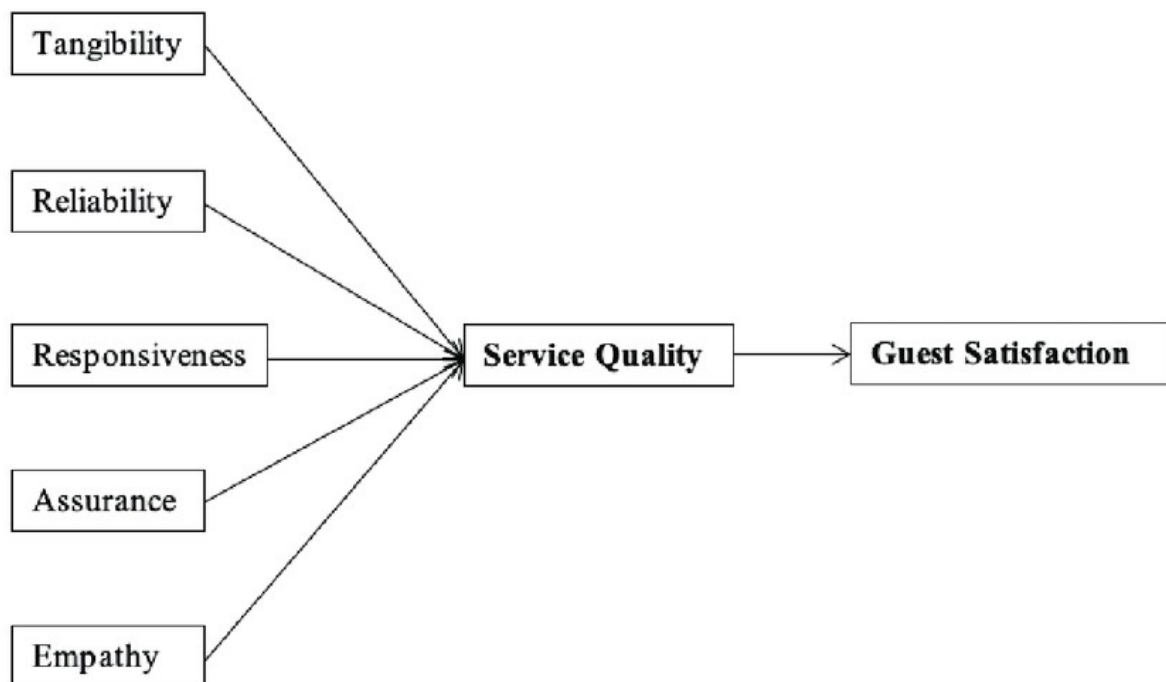 Tangibility
Reliability
Responsiveness
Service Quality
Guest Satisfaction
Assurance
Empathy